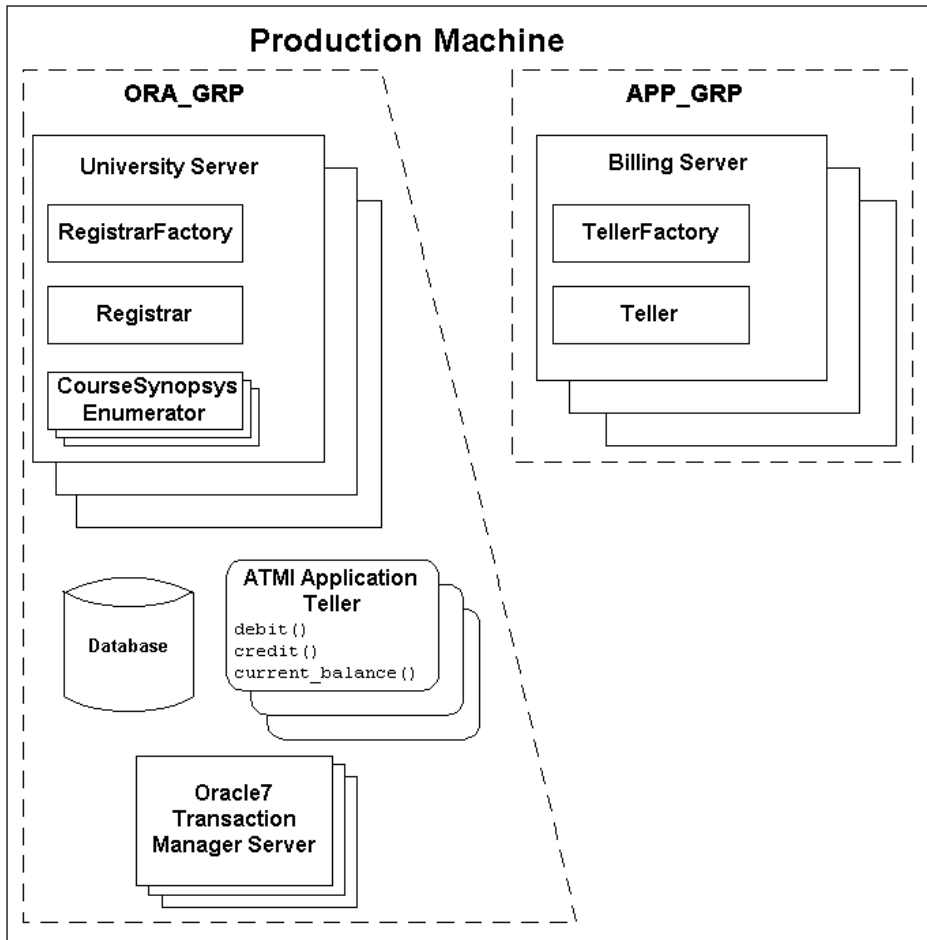 Production Machine
ORA_GRP
University Server
RegistrarFactory
Registrar
CourseSynopsys
Enumerator
Database
ATMI Application
Teller
debit()
credit()
current_balance()
Oracle7
Transaction
Manager Server
APP_GRP
Billing Server
TellerFactory
Teller